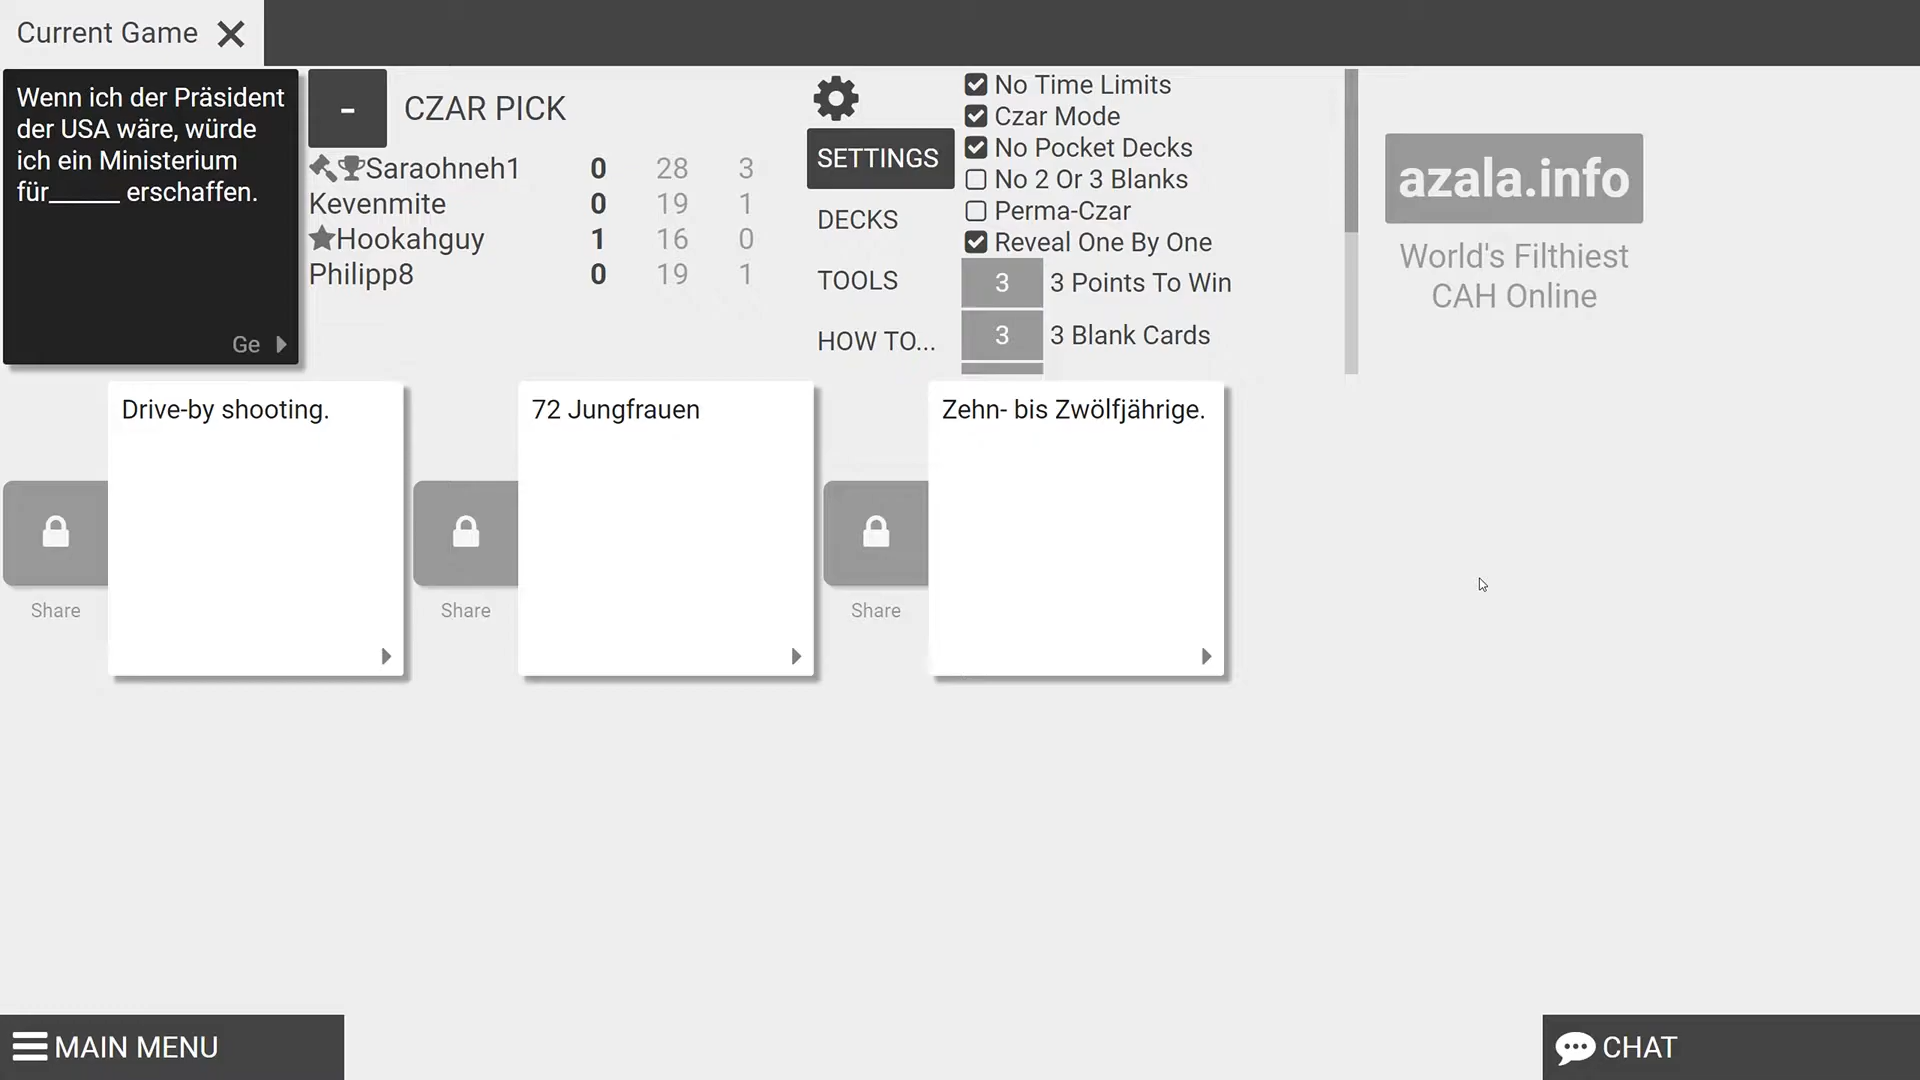 Current Game
Wenn ich der Präsident
der USA wäre, würde
ich ein Ministerium
für______ erschaffen.
Ge
-
CZAR PICK
Saraohneh1 0 28 3
Kevenmite 0 19 1
Hookahguy 1 16 0
Philipp8 0 19 1
SETTINGS
DECKS
TOOLS
HOW TO...
No Time Limits
Czar Mode
No Pocket Decks
No 2 Or 3 Blanks
Perma-Czar
Reveal One By One
3 3 Points To Win
3 3 Blank Cards
azala.info
World's Filthiest
CAH Online
Drive-by shooting.
Share
72 Jungfrauen
Share
Zehn- bis Zwölfjährige.
Share
MAIN MENU
CHAT